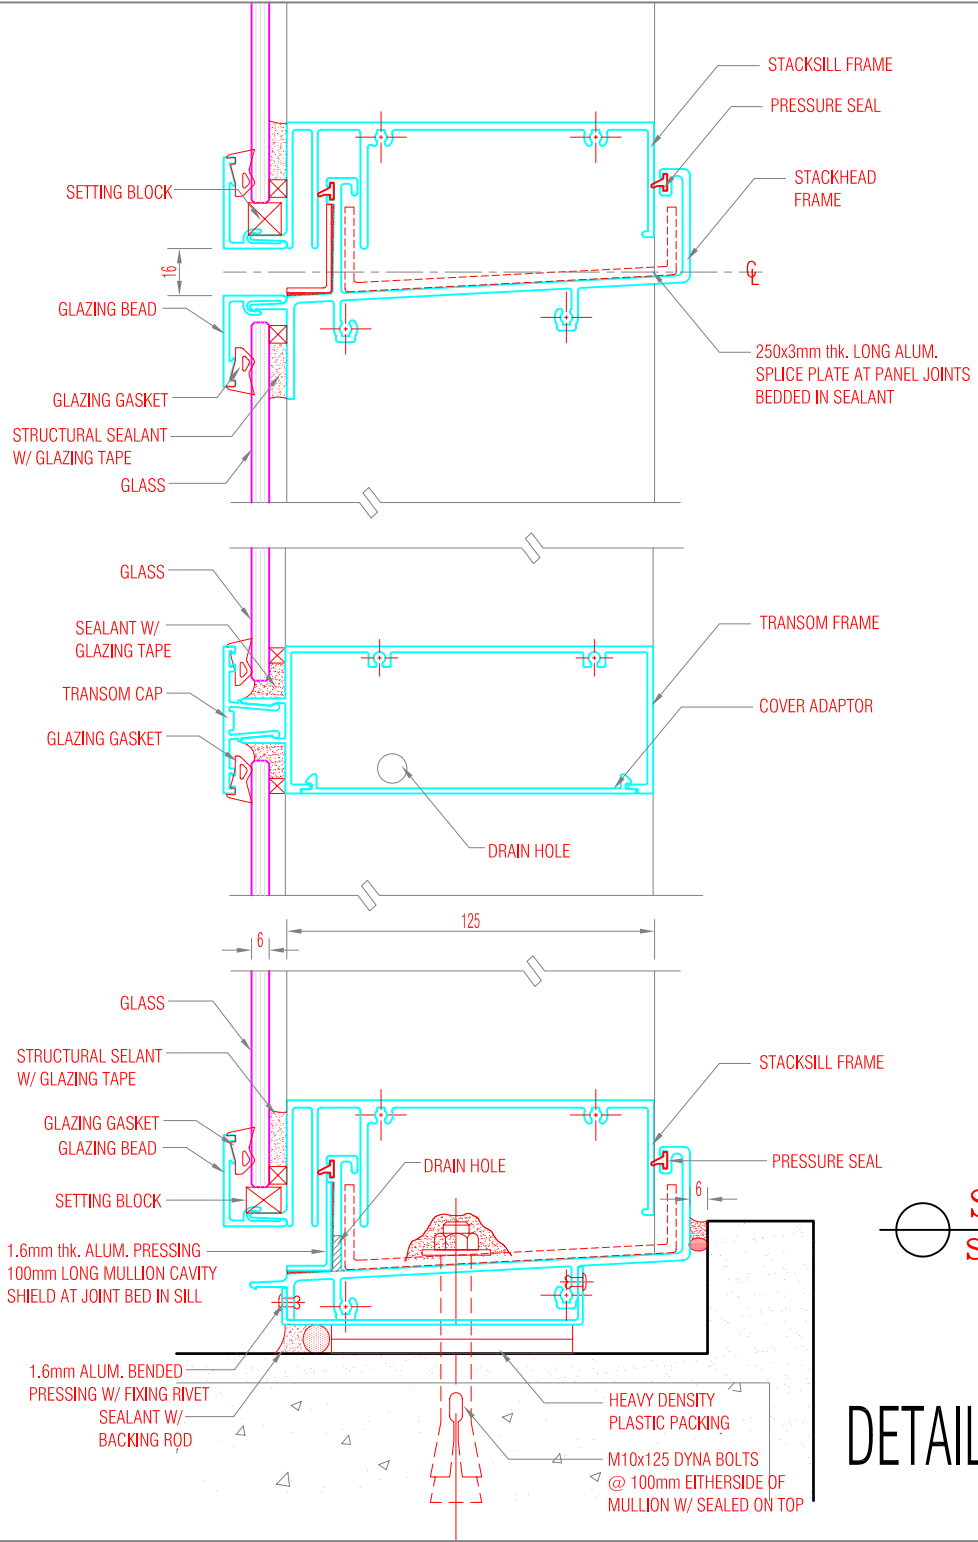 STACKSILL FRAME
PRESSURE SEAL
SETTING BLOCK
STACKHEAD
FRAME
16
GLAZING BEAD
250x3mm thk. LONG ALUM.
SPLICE PLATE AT PANEL JOINTS
BEDDED IN SEALANT
GLAZING GASKET
STRUCTURAL SEALANT
W/ GLAZING TAPE
GLASS
GLASS
SEALANT W/
GLAZING TAPE
TRANSOM FRAME
TRANSOM CAP
COVER ADAPTOR
GLAZING GASKET
DRAIN HOLE
125
6
GLASS
STRUCTURAL SELANT
W/ GLAZING TAPE
STACKSILL FRAME
GLAZING GASKET
GLAZING BEAD
DRAIN HOLE
PRESSURE SEAL
SETTING BLOCK
6
1.6mm thk. ALUM. PRESSING
100mm LONG MULLION CAVITY
SHIELD AT JOINT BED IN SILL
1.6mm ALUM. BENDED
PRESSING W/ FIXING RIVET
SEALANT W/
BACKING ROD
HEAVY DENSITY
PLASTIC PACKING
M10x125 DYNA BOLTS
@ 100mm EITHERSIDE OF
MULLION W/ SEALED ON TOP
DETAIL